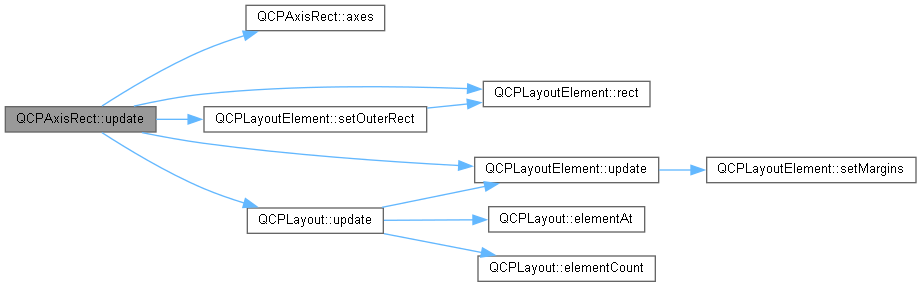 QCPAxisRect::axes
QCPLayoutElement::rect
QCPAxisRect::update
QCPLayoutElement::setOuterRect
QCPLayoutElement::update
QCPLayoutElement::setMargins
QCPLayout::update
QCPLayout::elementAt
QCPLayout::elementCount